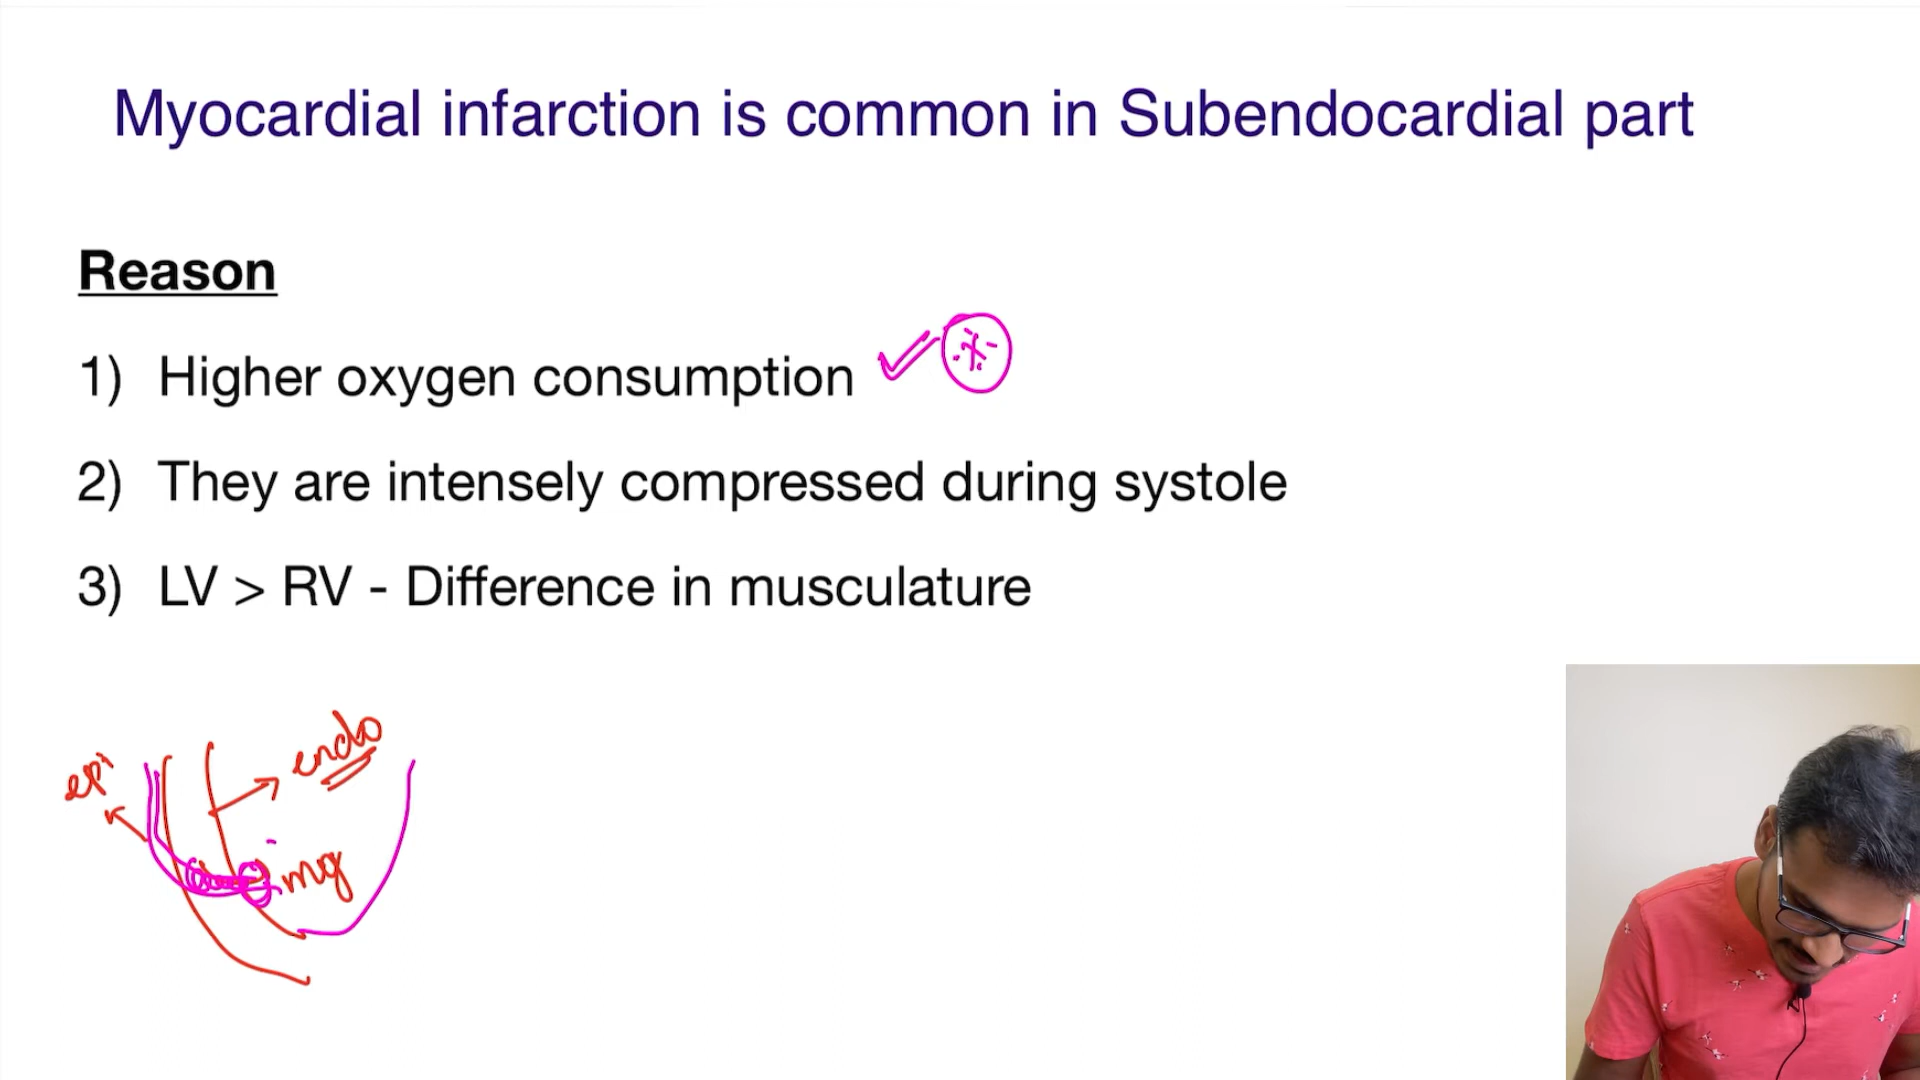 Myocardial infarction is common in Subendocardial part
Reason
1) Higher oxygen consumption
2) They are intensely compressed during systole
3) LV > RV - Difference in musculature
endo
epi